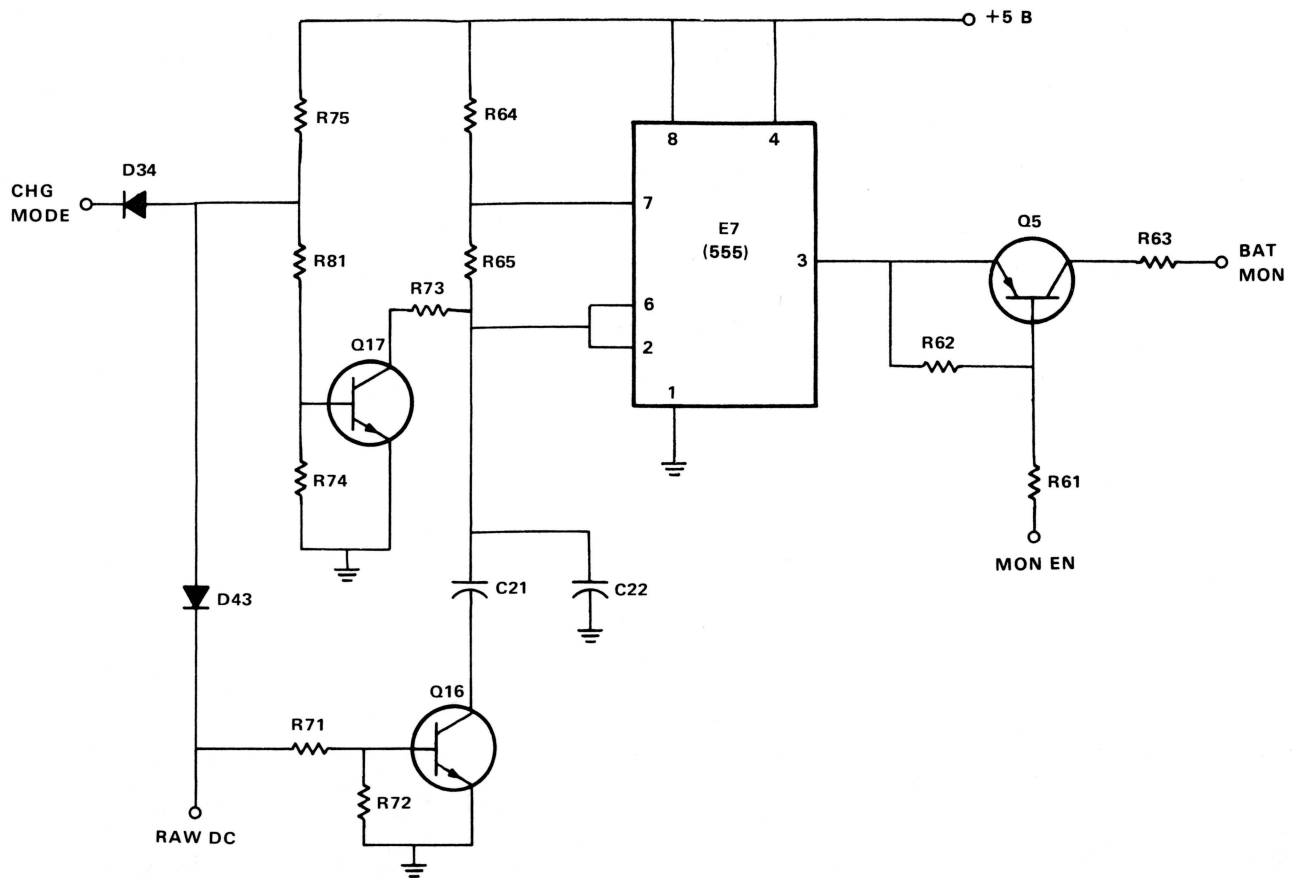 +5 B
R75
R64
8
4
D34
CHG
MODE
7
E7
(555)
3
Q5
R63
BAT
MON
R81
R65
R73
6
2
R62
Q17
1
R74
R61
MON EN
D43
C21
C22
Q16
R71
R72
RAW DC